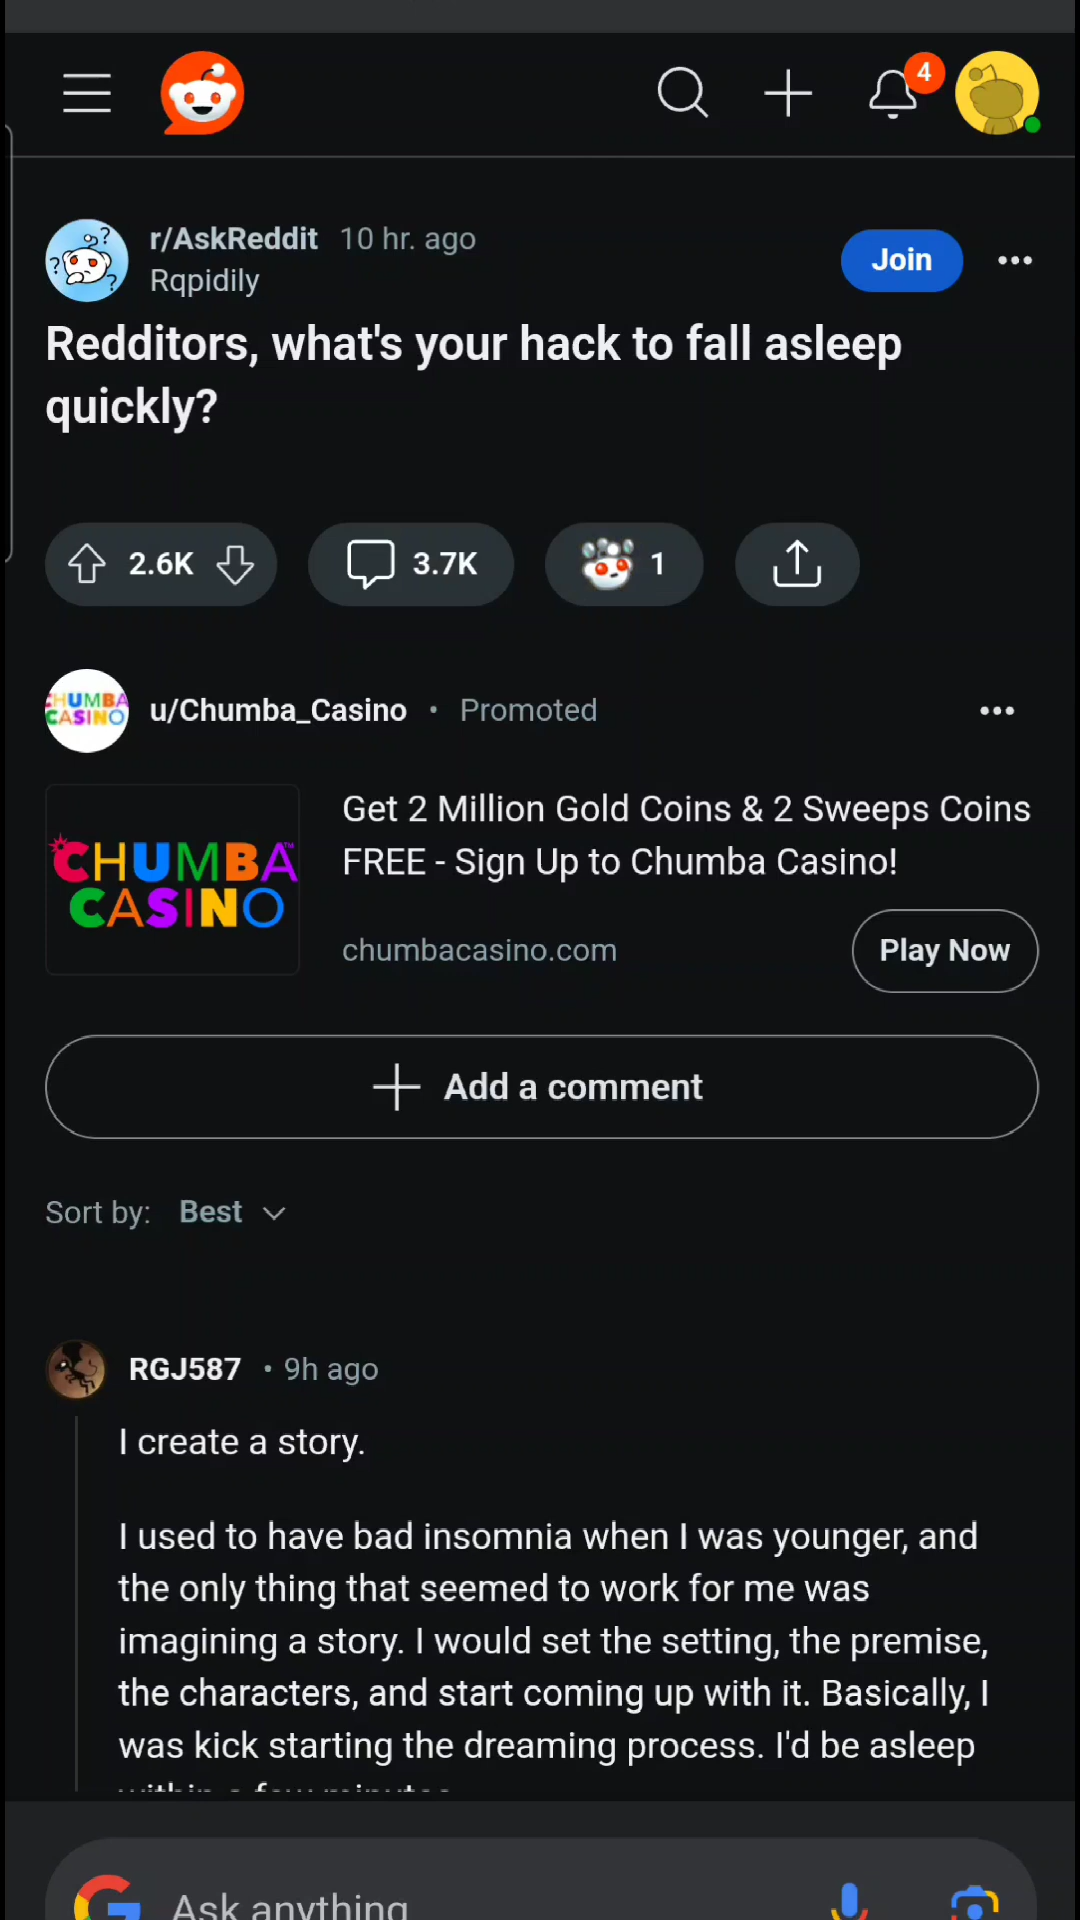 4
r/AskReddit 10 hr. ago
Rqpidily
Join
Redditors, what's your hack to fall asleep
quickly?
2.6K
3.7K
1
CHUMBA
CASINO
u/Chumba_Casino • Promoted
CHUMBA™
CASINO
Get 2 Million Gold Coins & 2 Sweeps Coins
FREE - Sign Up to Chumba Casino!
chumbacasino.com
Play Now
Add a comment
Sort by: Best
RGJ587 • 9h ago
I create a story.
I used to have bad insomnia when I was younger, and
the only thing that seemed to work for me was
imagining a story. I would set the setting, the premise,
the characters, and start coming up with it. Basically, I
was kick starting the dreaming process. I'd be asleep
within a few minutes.
Ask anything